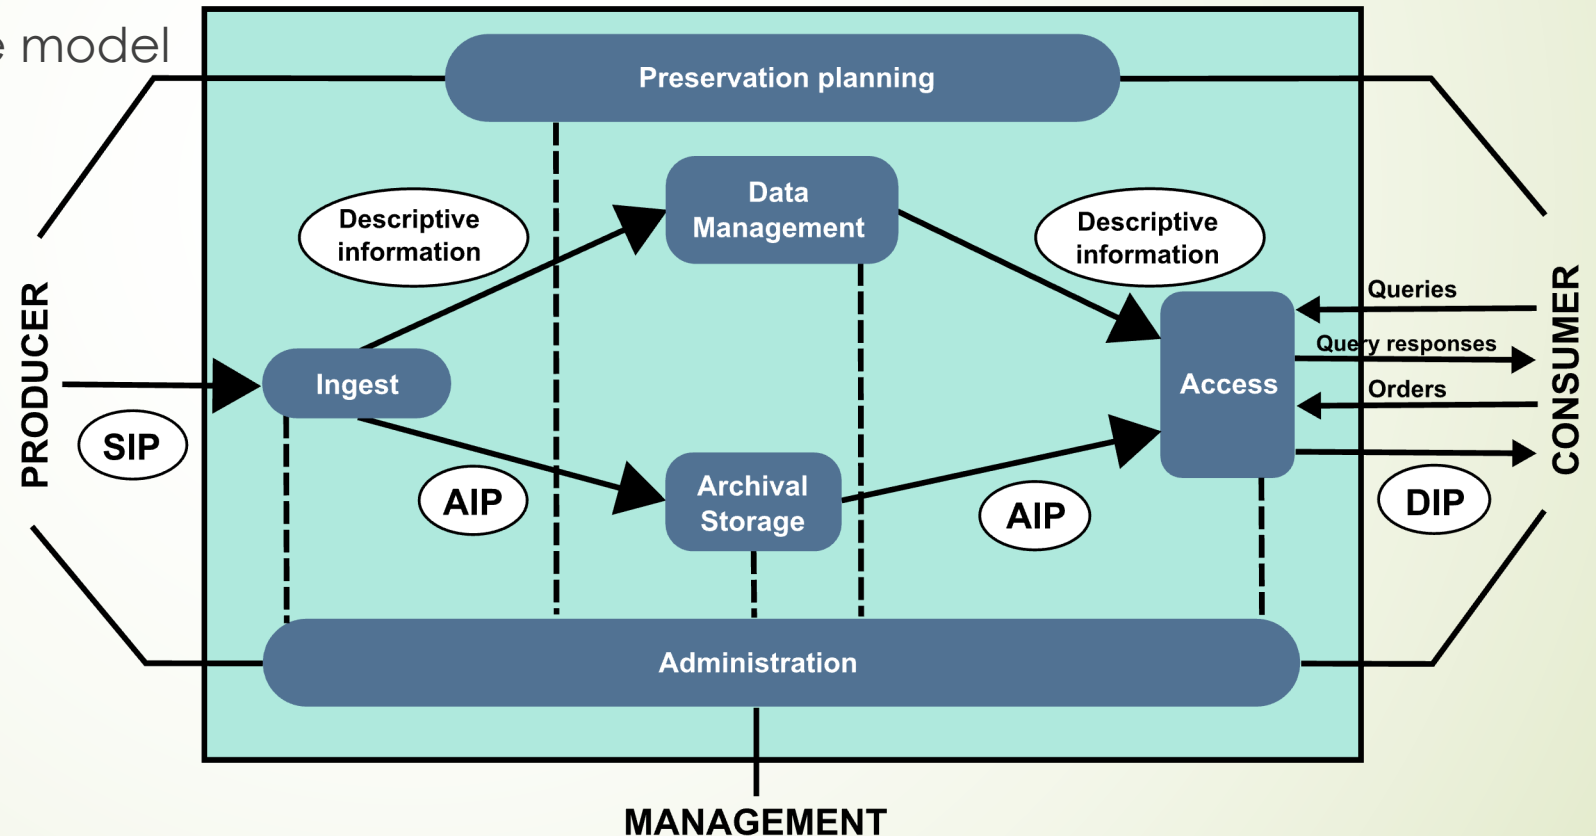 e model
Preservation planning
Data
Management
Descriptive
information
Descriptive
information
PRODUCER
SIP
Ingest
AIP
Archival
Storage
AIP
Access
Queries
Query responses
Orders
DIP
CONSUMER
Administration
MANAGEMENT